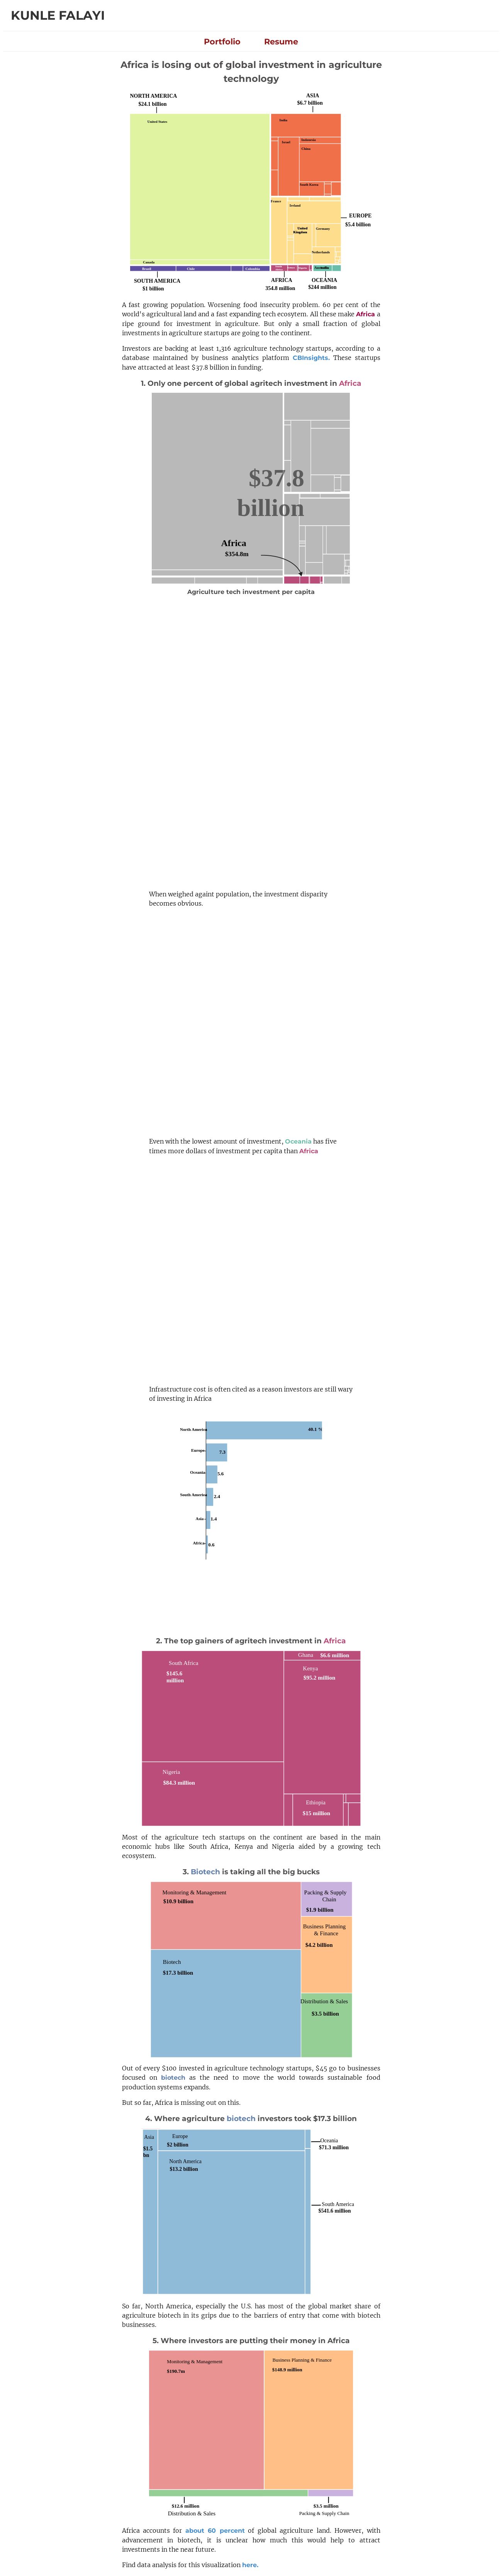 KUNLE FALAYI
Portfolio Resume
Africa is losing out of global investment in agriculture
technology
NORTH AMERICA
$24.1 billion
ASIA
$6.7 billion
United States
India
Israel
Indonesia
China
South Korea
France
Ireland
United
Kingdom
Germany
Netherlands
EUROPE
$5.4 billion
Canada
Brazil
Chile
Colombia
SOUTH AMERICA
$1 billion
AFRICA
354.8 million
OCEANIA
$244 million
A fast growing population. Worsening food insecurity problem. 60 per cent of the
world's agricultural land and a fast expanding tech ecosytem. All these make Africa a
ripe ground for investment in agriculture. But only a small fraction of global
investments in agriculture startups are going to the continent.
Investors are backing at least 1,316 agriculture technology startups, according to a
database maintained by business analytics platform CBInsights. These startups
have attracted at least $37.8 billion in funding.
1. Only one percent of global agritech investment in Africa
$37.8
billion
Africa
$354.8m
Agriculture tech investment per capita
When weighed againt population, the investment disparity
becomes obvious.
Even with the lowest amount of investment, Oceania has five
times more dollars of investment per capita than Africa
Infrastructure cost is often cited as a reason investors are still wary
of investing in Africa
North America 40.1 %
Europe 7.3
Oceania 5.6
South America 2.4
Asia 1.4
Africa 0.6
2. The top gainers of agritech investment in Africa
South Africa
$145.6
million
Ghana $6.6 million
Kenya
$95.2 million
Nigeria
$84.3 million
Ethiopia
$15 million
Most of the agriculture tech startups on the continent are based in the main
economic hubs like South Africa, Kenya and Nigeria aided by a growing tech
ecosystem.
3. Biotech is taking all the big bucks
Monitoring & Management
$10.9 billion
Packing & Supply
Chain
$1.9 billion
Business Planning
& Finance
$4.2 billion
Biotech
$17.3 billion
Distribution & Sales
$3.5 billion
Out of every $100 invested in agriculture technology startups, $45 go to businesses
focused on biotech as the need to move the world towards sustainable food
production systems expands.
But so far, Africa is missing out on this.
4. Where agriculture biotech investors took $17.3 billion
Asia
$1.5
bn
Europe
$2 billion
North America
$13.2 billion
Oceania
$71.3 million
South America
$541.6 million
So far, North America, especially the U.S. has most of the global market share of
agriculture biotech in its grips due to the barriers of entry that come with biotech
businesses.
5. Where investors are putting their money in Africa
Monitoring & Management
$190.7m
Business Planning & Finance
$148.9 million
$12.6 million
Distribution & Sales
$3.5 million
Packing & Supply Chain
Africa accounts for about 60 percent of global agriculture land. However, with
advancement in biotech, it is unclear how much this would help to attract
investments in the near future.
Find data analysis for this visualization here.